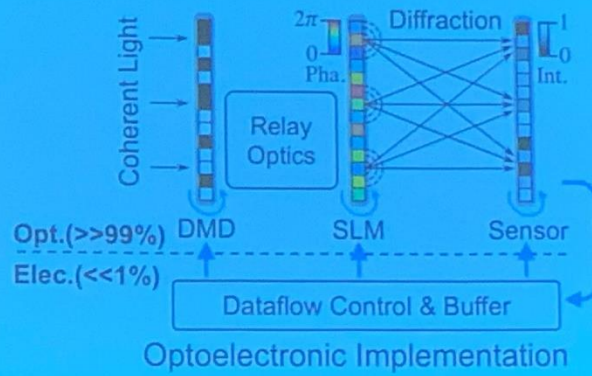 Coherent Light
2π
0
Pha.
Diffraction
1
0
Int.
Relay
Optics
Opt.(>>99%)
DMD
SLM
Sensor
Elec.(<<1%)
Dataflow Control & Buffer
Optoelectronic Implementation